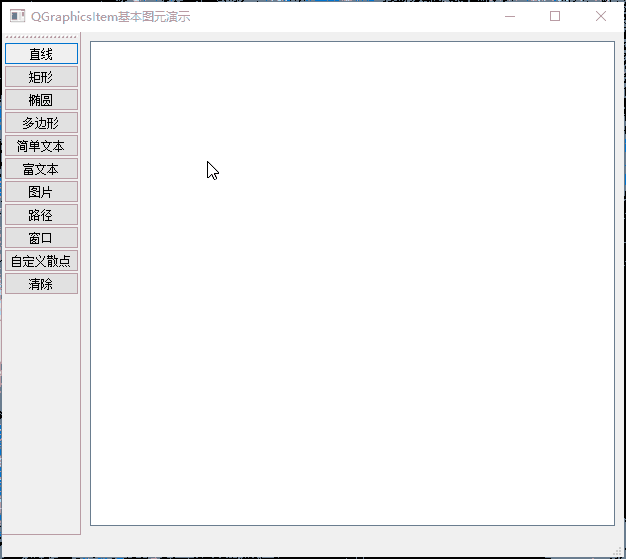 QGraphicsItem基本图元演示
直线
矩形
椭圆
多边形
简单文本
富文本
图片
路径
窗口
自定义散点
清除